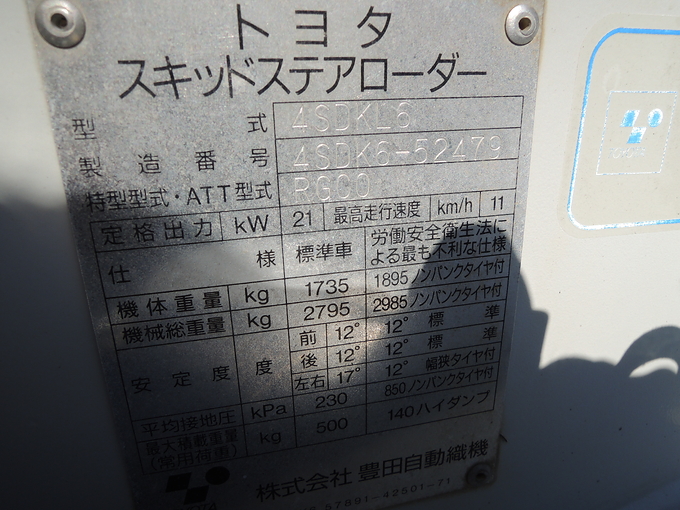 トヨタ
スキッドステアローダー
型式 4SDKL6
製造番号 4SDK6-52479
特型型式・ATT型式 RGCO
定格出力 kW 21 最高走行速度 km/h 11
仕様 標準車 労働安全衛生法に
よる最も不利な仕様
機体重量 kg 1735 1895 ノンパンクタイヤ付
機械総重量 kg 2795 2985 ノンパンクタイヤ付
安定度 度 前 12° 12° 標準
後 12° 12° 標準
左右 17° 12° 幅狭タイヤ付
平均接地圧 kPa 230 850 ノンパンクタイヤ付
最大積載重量
(常用荷重) kg 500 140 ハイダンプ
株式会社 豊田自動織機
57891-42501-71